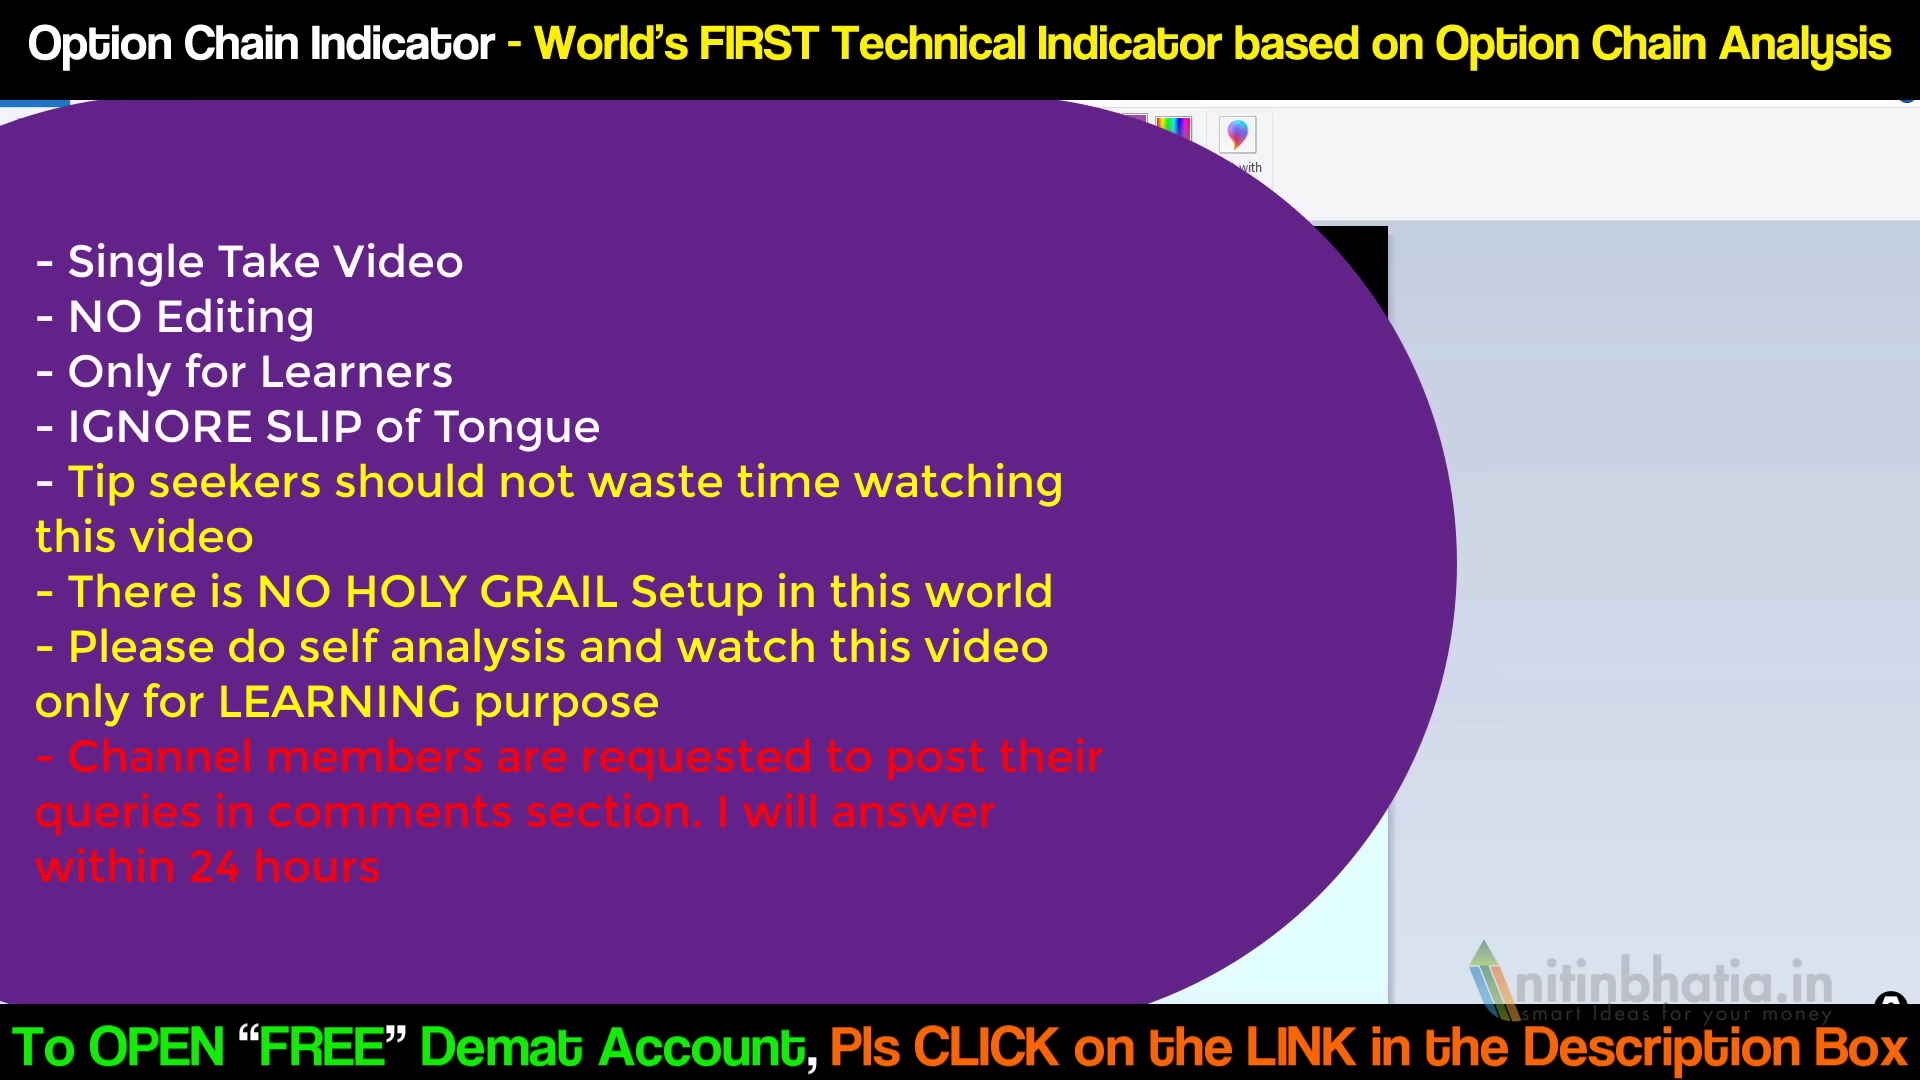 Option Chain Indicator - World's FIRST Technical Indicator based on Option Chain Analysis
with
- Single Take Video
- NO Editing
- Only for Learners
- IGNORE SLIP of Tongue
- Tip seekers should not waste time watching
this video
- There is NO HOLY GRAIL Setup in this world
- Please do self analysis and watch this video
only for LEARNING purpose
- Channel members are requested to post their
queries in comments section. I will answer
within 24 hours
nitinbhatia.in
smart Ideas for your money
To OPEN “FREE” Demat Account, Pls CLICK on the LINK in the Description Box